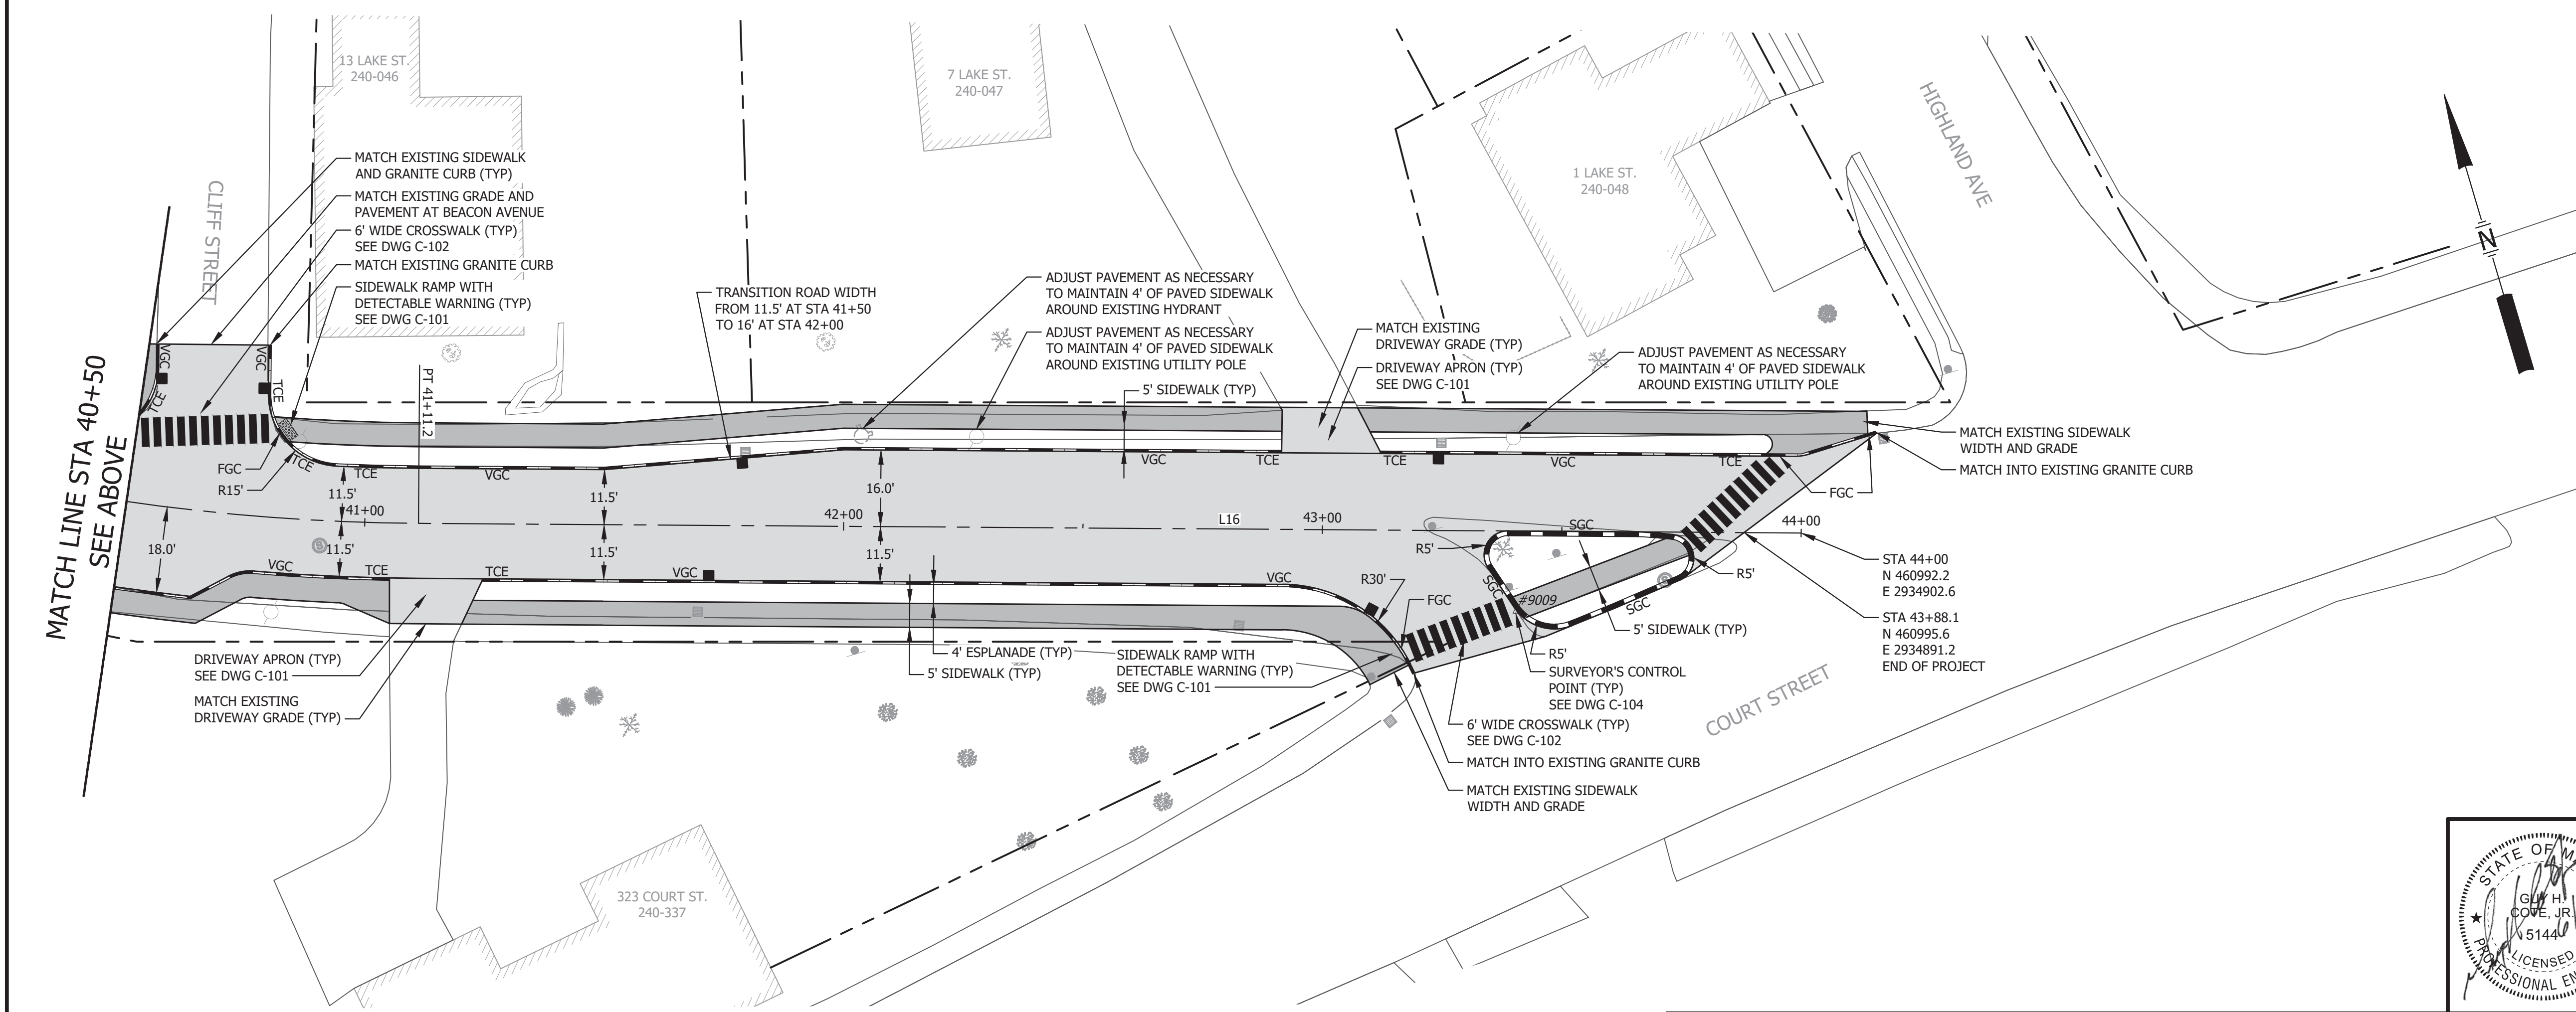 13 LAKE ST.
240-046
7 LAKE ST.
240-047
1 LAKE ST.
240-048
HIGHLAND AVE
N
CLIFF STREET
MATCH EXISTING SIDEWALK
AND GRANITE CURB (TYP)
MATCH EXISTING GRADE AND
PAVEMENT AT BEACON AVENUE
6' WIDE CROSSWALK (TYP)
SEE DWG C-102
MATCH EXISTING GRANITE CURB
SIDEWALK RAMP WITH
DETECTABLE WARNING (TYP)
SEE DWG C-101
TRANSITION ROAD WIDTH
FROM 11.5' AT STA 41+50
TO 16' AT STA 42+00
ADJUST PAVEMENT AS NECESSARY
TO MAINTAIN 4' OF PAVED SIDEWALK
AROUND EXISTING HYDRANT
ADJUST PAVEMENT AS NECESSARY
TO MAINTAIN 4' OF PAVED SIDEWALK
AROUND EXISTING UTILITY POLE
5' SIDEWALK (TYP)
MATCH EXISTING
DRIVEWAY GRADE (TYP)
DRIVEWAY APRON (TYP)
SEE DWG C-101
ADJUST PAVEMENT AS NECESSARY
TO MAINTAIN 4' OF PAVED SIDEWALK
AROUND EXISTING UTILITY POLE
MATCH EXISTING SIDEWALK
WIDTH AND GRADE
MATCH INTO EXISTING GRANITE CURB
MATCH LINE STA 40+50
SEE ABOVE
VGC
VGC
TCE
TCE
PT 41+11.2
FGC
R15'
TCE
TCE
VGC
VGC
TCE
TCE
VGC
TCE
FGC
11.5'
11.5'
16.0'
41+00
42+00
L16
43+00
44+00
18.0'
11.5'
11.5'
11.5'
VGC
TCE
TCE
VGC
VGC
R30'
FGC
R5'
SGC
SGC
#9009
SGC
R5'
R5'
5' SIDEWALK (TYP)
STA 44+00
N 460992.2
E 2934902.6
STA 43+88.1
N 460995.6
E 2934891.2
END OF PROJECT
DRIVEWAY APRON (TYP)
SEE DWG C-101
MATCH EXISTING
DRIVEWAY GRADE (TYP)
4' ESPLANADE (TYP)
5' SIDEWALK (TYP)
SIDEWALK RAMP WITH
DETECTABLE WARNING (TYP)
SEE DWG C-101
SURVEYOR'S CONTROL
POINT (TYP)
SEE DWG C-104
6' WIDE CROSSWALK (TYP)
SEE DWG C-102
MATCH INTO EXISTING GRANITE CURB
MATCH EXISTING SIDEWALK
WIDTH AND GRADE
COURT STREET
323 COURT ST.
240-337
STATE OF M
GUY H.
COTE, JR.
5144
LICENSED
PROFESSIONAL EN